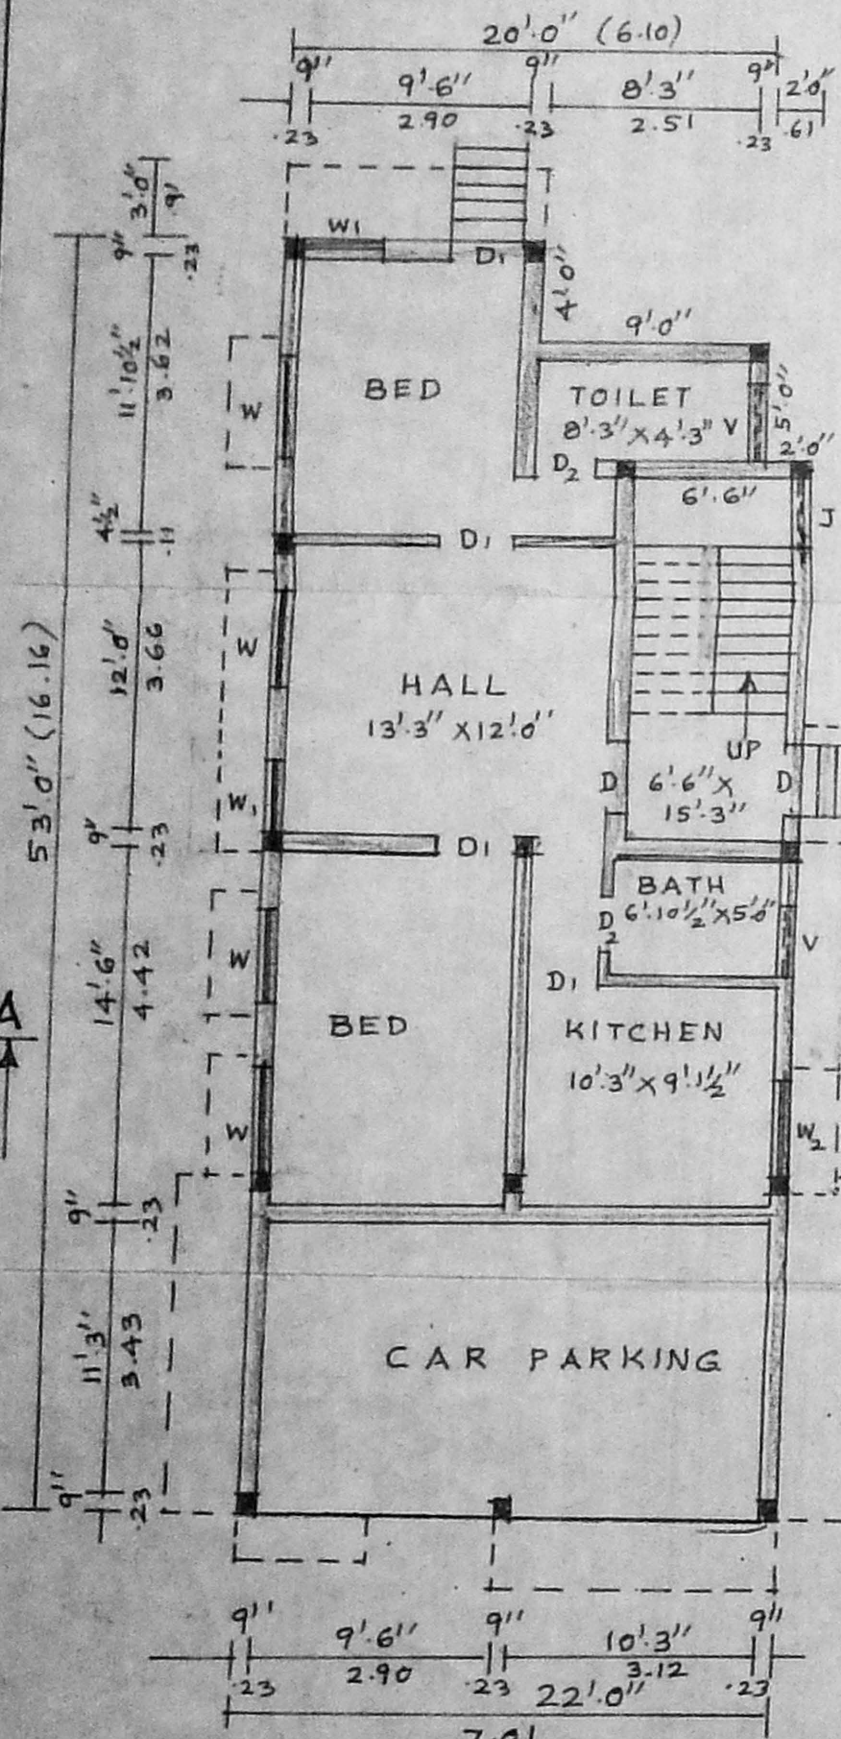 20'.0" (6.10)
9" 9'.6" 9" 8'.3" 9" 2'.0"
.23 2.90 .23 2.51 .23 .61
3'.0"
.91
9"
.23
W1
D1
4'.0"
9'.0"
11'.10½"
3.62
W
BED
TOILET
8'.3" X 4'.3" V
5'.0"
2'.0"
D2
6'.6"
4½"
.11
D1
J
53'.0" (16.16)
12'.0"
3.66
W
HALL
13'.3" X 12'.0"
UP
W1
D
6'.6" X
15'.3"
D
9"
.23
D1
BATH
6'.10½" X 5'.0"
D2
V
14'.6"
4.42
W
D1
A
BED
KITCHEN
10'.3" X 9'.1½"
W
W2
9"
.23
11'.3"
3.43
CAR PARKING
9"
.23
9" 9'.6" 9" 10'.3" 9"
.23 2.90 .23 3.12 .23
22'.0"